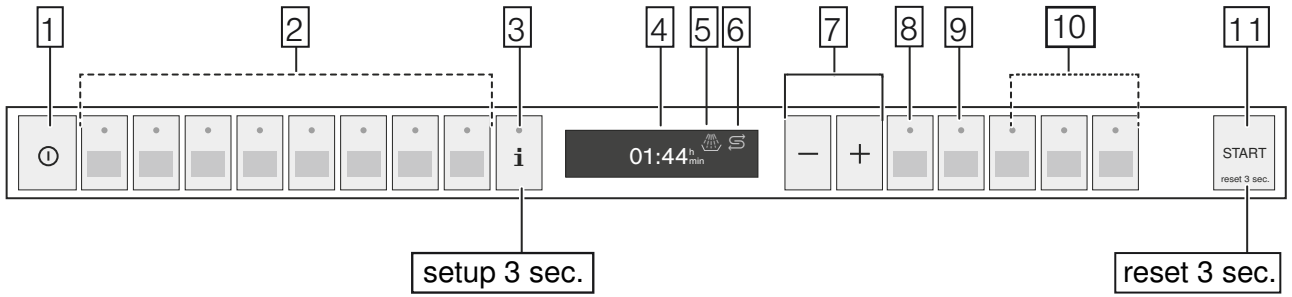 1 2 3 4 5 6 7 8 9 10 11
i 01:44 h min − + START
reset 3 sec.
setup 3 sec. reset 3 sec.